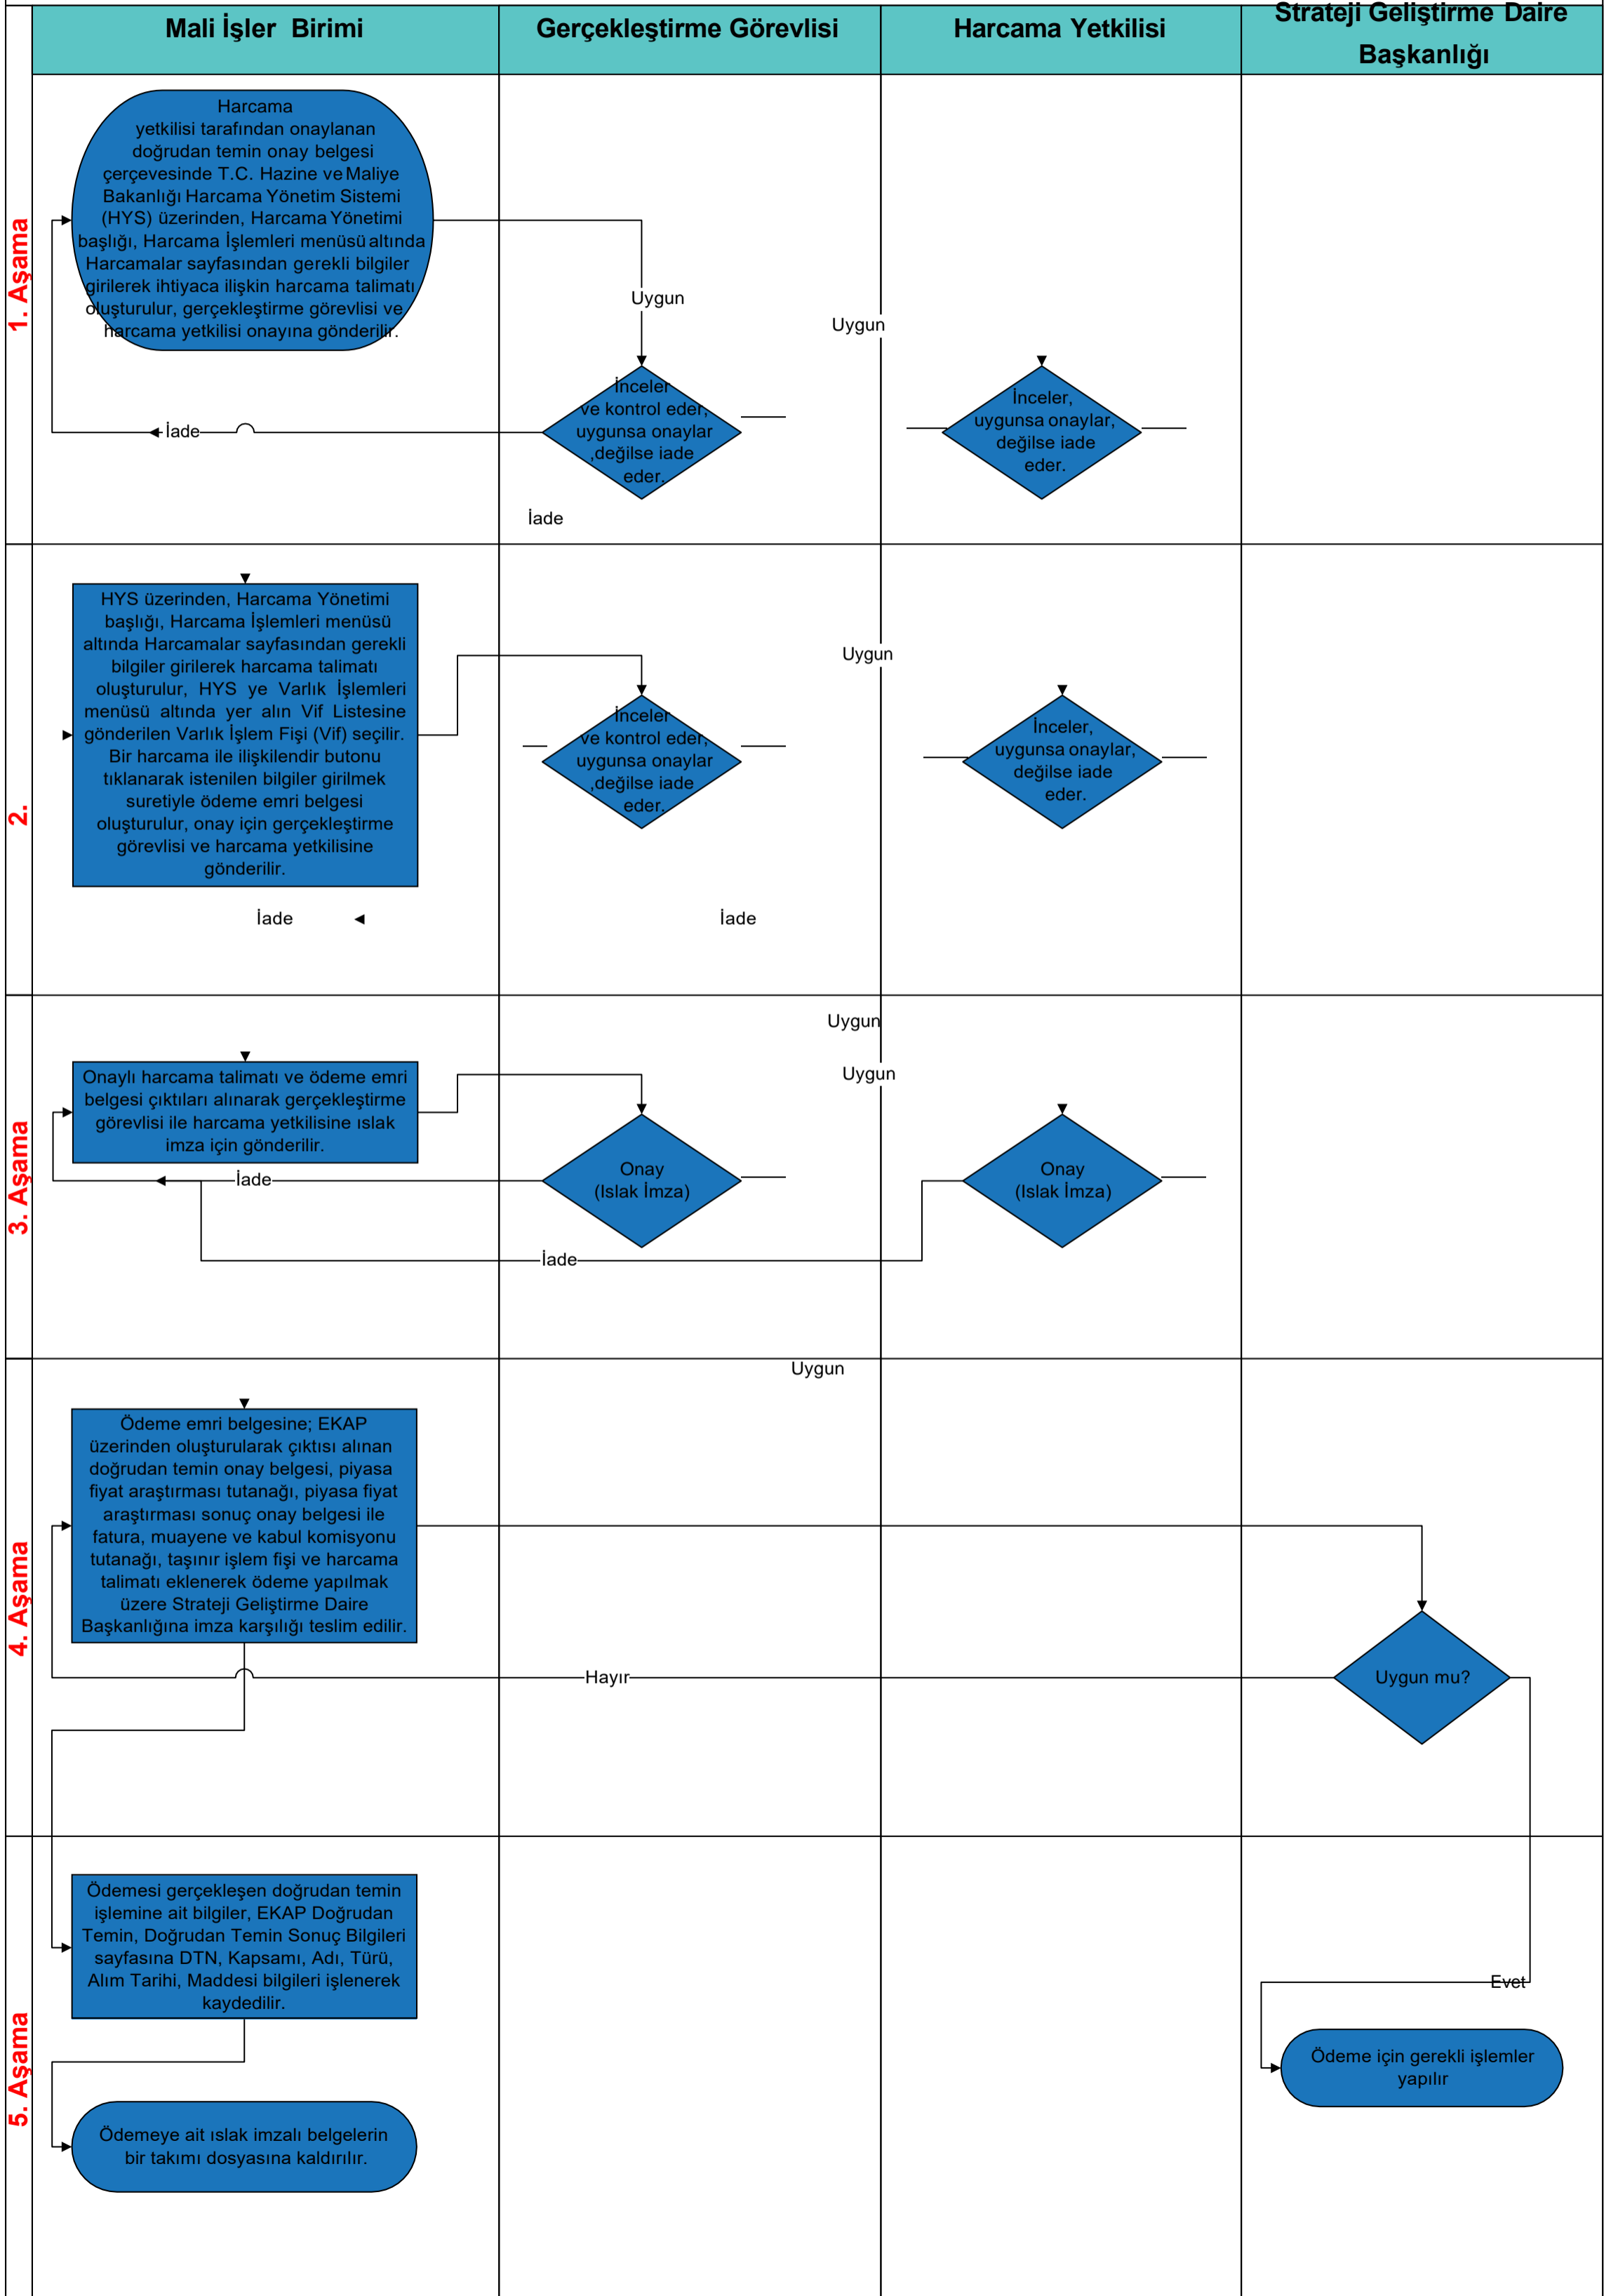 Mali İşler Birimi
Gerçekleştirme Görevlisi
Harcama Yetkilisi
Strateji Geliştirme Daire
Başkanlığı
1. Aşama
Harcama
yetkilisi tarafından onaylanan
doğrudan temin onay belgesi
çerçevesinde T.C. Hazine ve Maliye
Bakanlığı Harcama Yönetim Sistemi
(HYS) üzerinden, Harcama Yönetimi
başlığı, Harcama İşlemleri menüsü altında
Harcamalar sayfasından gerekli bilgiler
girilerek ihtiyaca ilişkin harcama talimatı
oluşturulur, gerçekleştirme görevlisi ve
harcama yetkilisi onayına gönderilir.
Uygun
Uygun
İnceler
ve kontrol eder,
uygunsa onaylar
,değilse iade
eder.
İnceler,
uygunsa onaylar,
değilse iade
eder.
İade
İade
2.
HYS üzerinden, Harcama Yönetimi
başlığı, Harcama İşlemleri menüsü
altında Harcamalar sayfasından gerekli
bilgiler girilerek harcama talimatı
oluşturulur, HYS ye Varlık İşlemleri
menüsü altında yer alın Vif Listesine
gönderilen Varlık İşlem Fişi (Vif) seçilir.
Bir harcama ile ilişkilendir butonu
tıklanarak istenilen bilgiler girilmek
suretiyle ödeme emri belgesi
oluşturulur, onay için gerçekleştirme
görevlisi ve harcama yetkilisine
gönderilir.
Uygun
İnceler
ve kontrol eder,
uygunsa onaylar
,değilse iade
eder.
İnceler,
uygunsa onaylar,
değilse iade
eder.
İade
İade
3. Aşama
Uygun
Uygun
Onaylı harcama talimatı ve ödeme emri
belgesi çıktıları alınarak gerçekleştirme
görevlisi ile harcama yetkilisine ıslak
imza için gönderilir.
Onay
(Islak İmza)
Onay
(Islak İmza)
İade
İade
4. Aşama
Uygun
Ödeme emri belgesine; EKAP
üzerinden oluşturularak çıktısı alınan
doğrudan temin onay belgesi, piyasa
fiyat araştırması tutanağı, piyasa fiyat
araştırması sonuç onay belgesi ile
fatura, muayene ve kabul komisyonu
tutanağı, taşınır işlem fişi ve harcama
talimatı eklenerek ödeme yapılmak
üzere Strateji Geliştirme Daire
Başkanlığına imza karşılığı teslim edilir.
Hayır
Uygun mu?
5. Aşama
Ödemesi gerçekleşen doğrudan temin
işlemine ait bilgiler, EKAP Doğrudan
Temin, Doğrudan Temin Sonuç Bilgileri
sayfasına DTN, Kapsamı, Adı, Türü,
Alım Tarihi, Maddesi bilgileri işlenerek
kaydedilir.
Evet
Ödeme için gerekli işlemler
yapılır
Ödemeye ait ıslak imzalı belgelerin
bir takımı dosyasına kaldırılır.